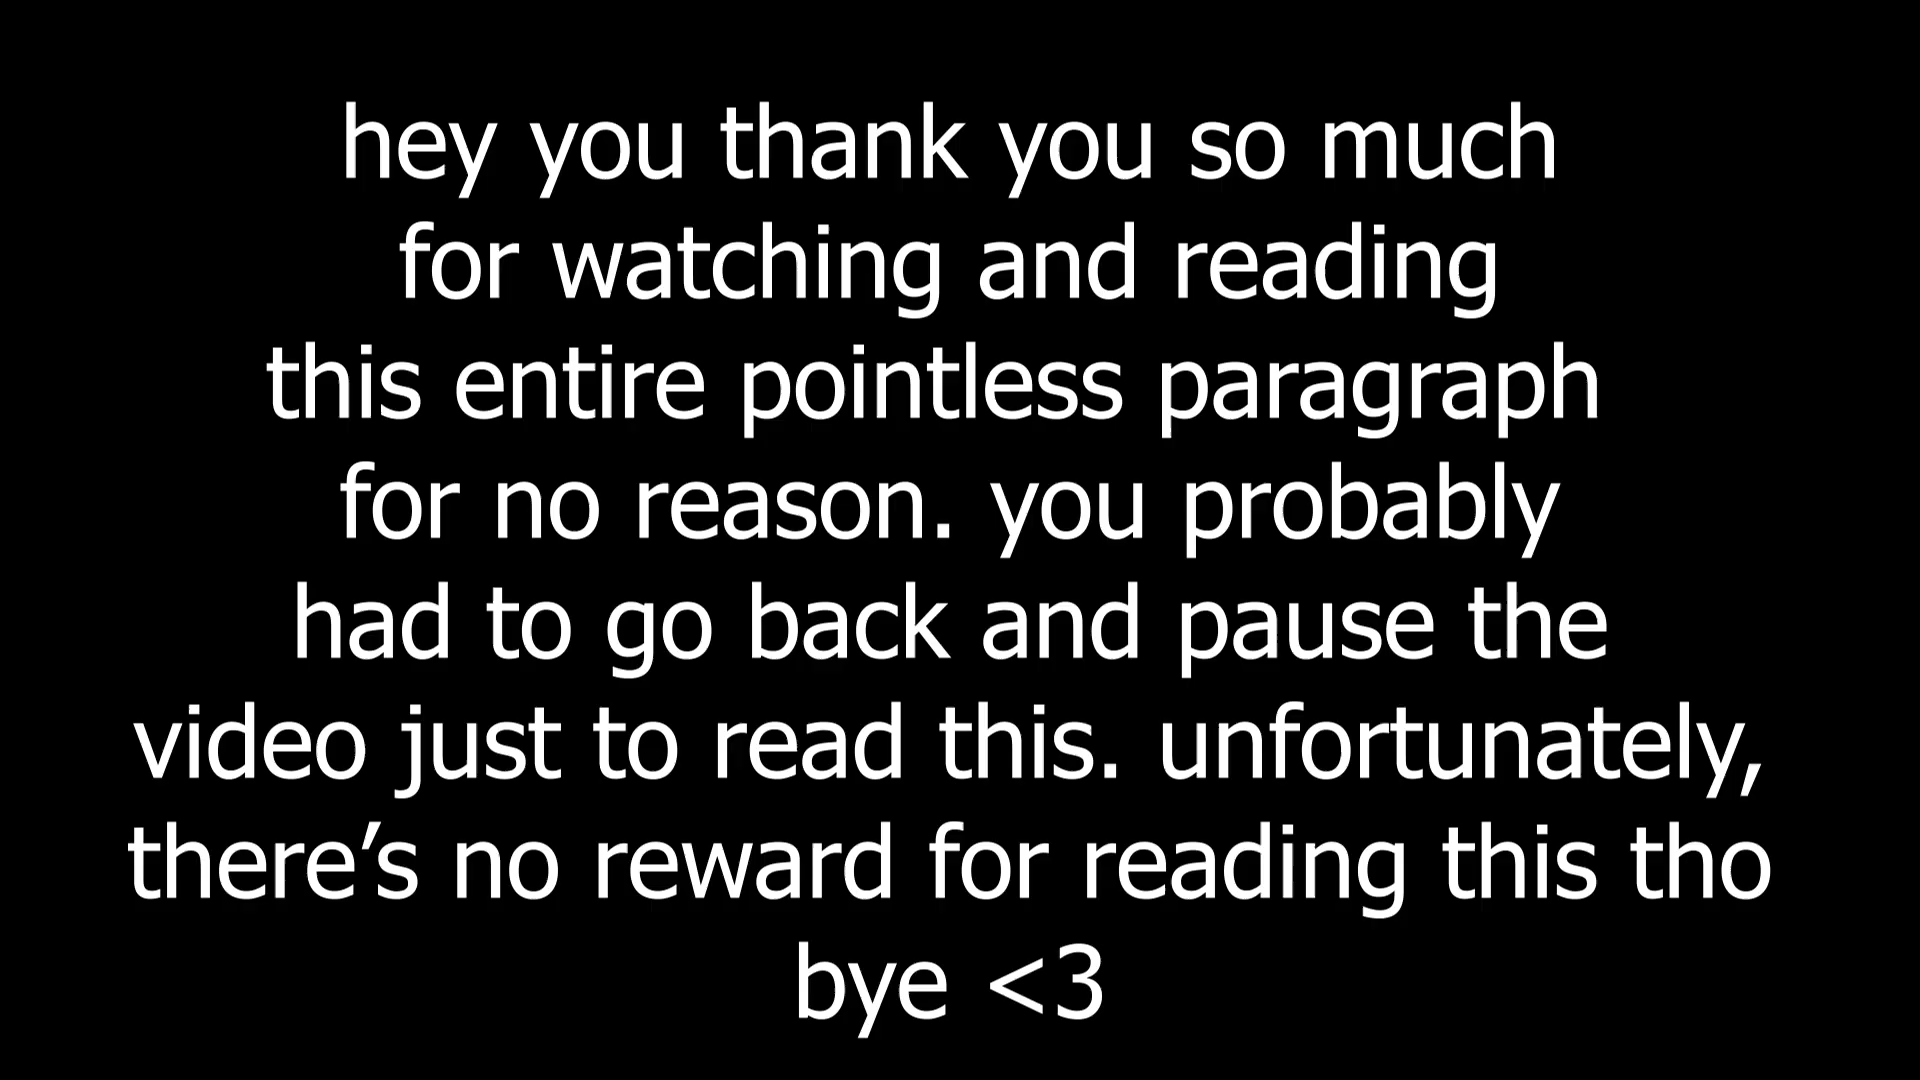 hey you thank you so much
for watching and reading
this entire pointless paragraph
for no reason. you probably
had to go back and pause the
video just to read this. unfortunately,
there’s no reward for reading this tho
bye <3